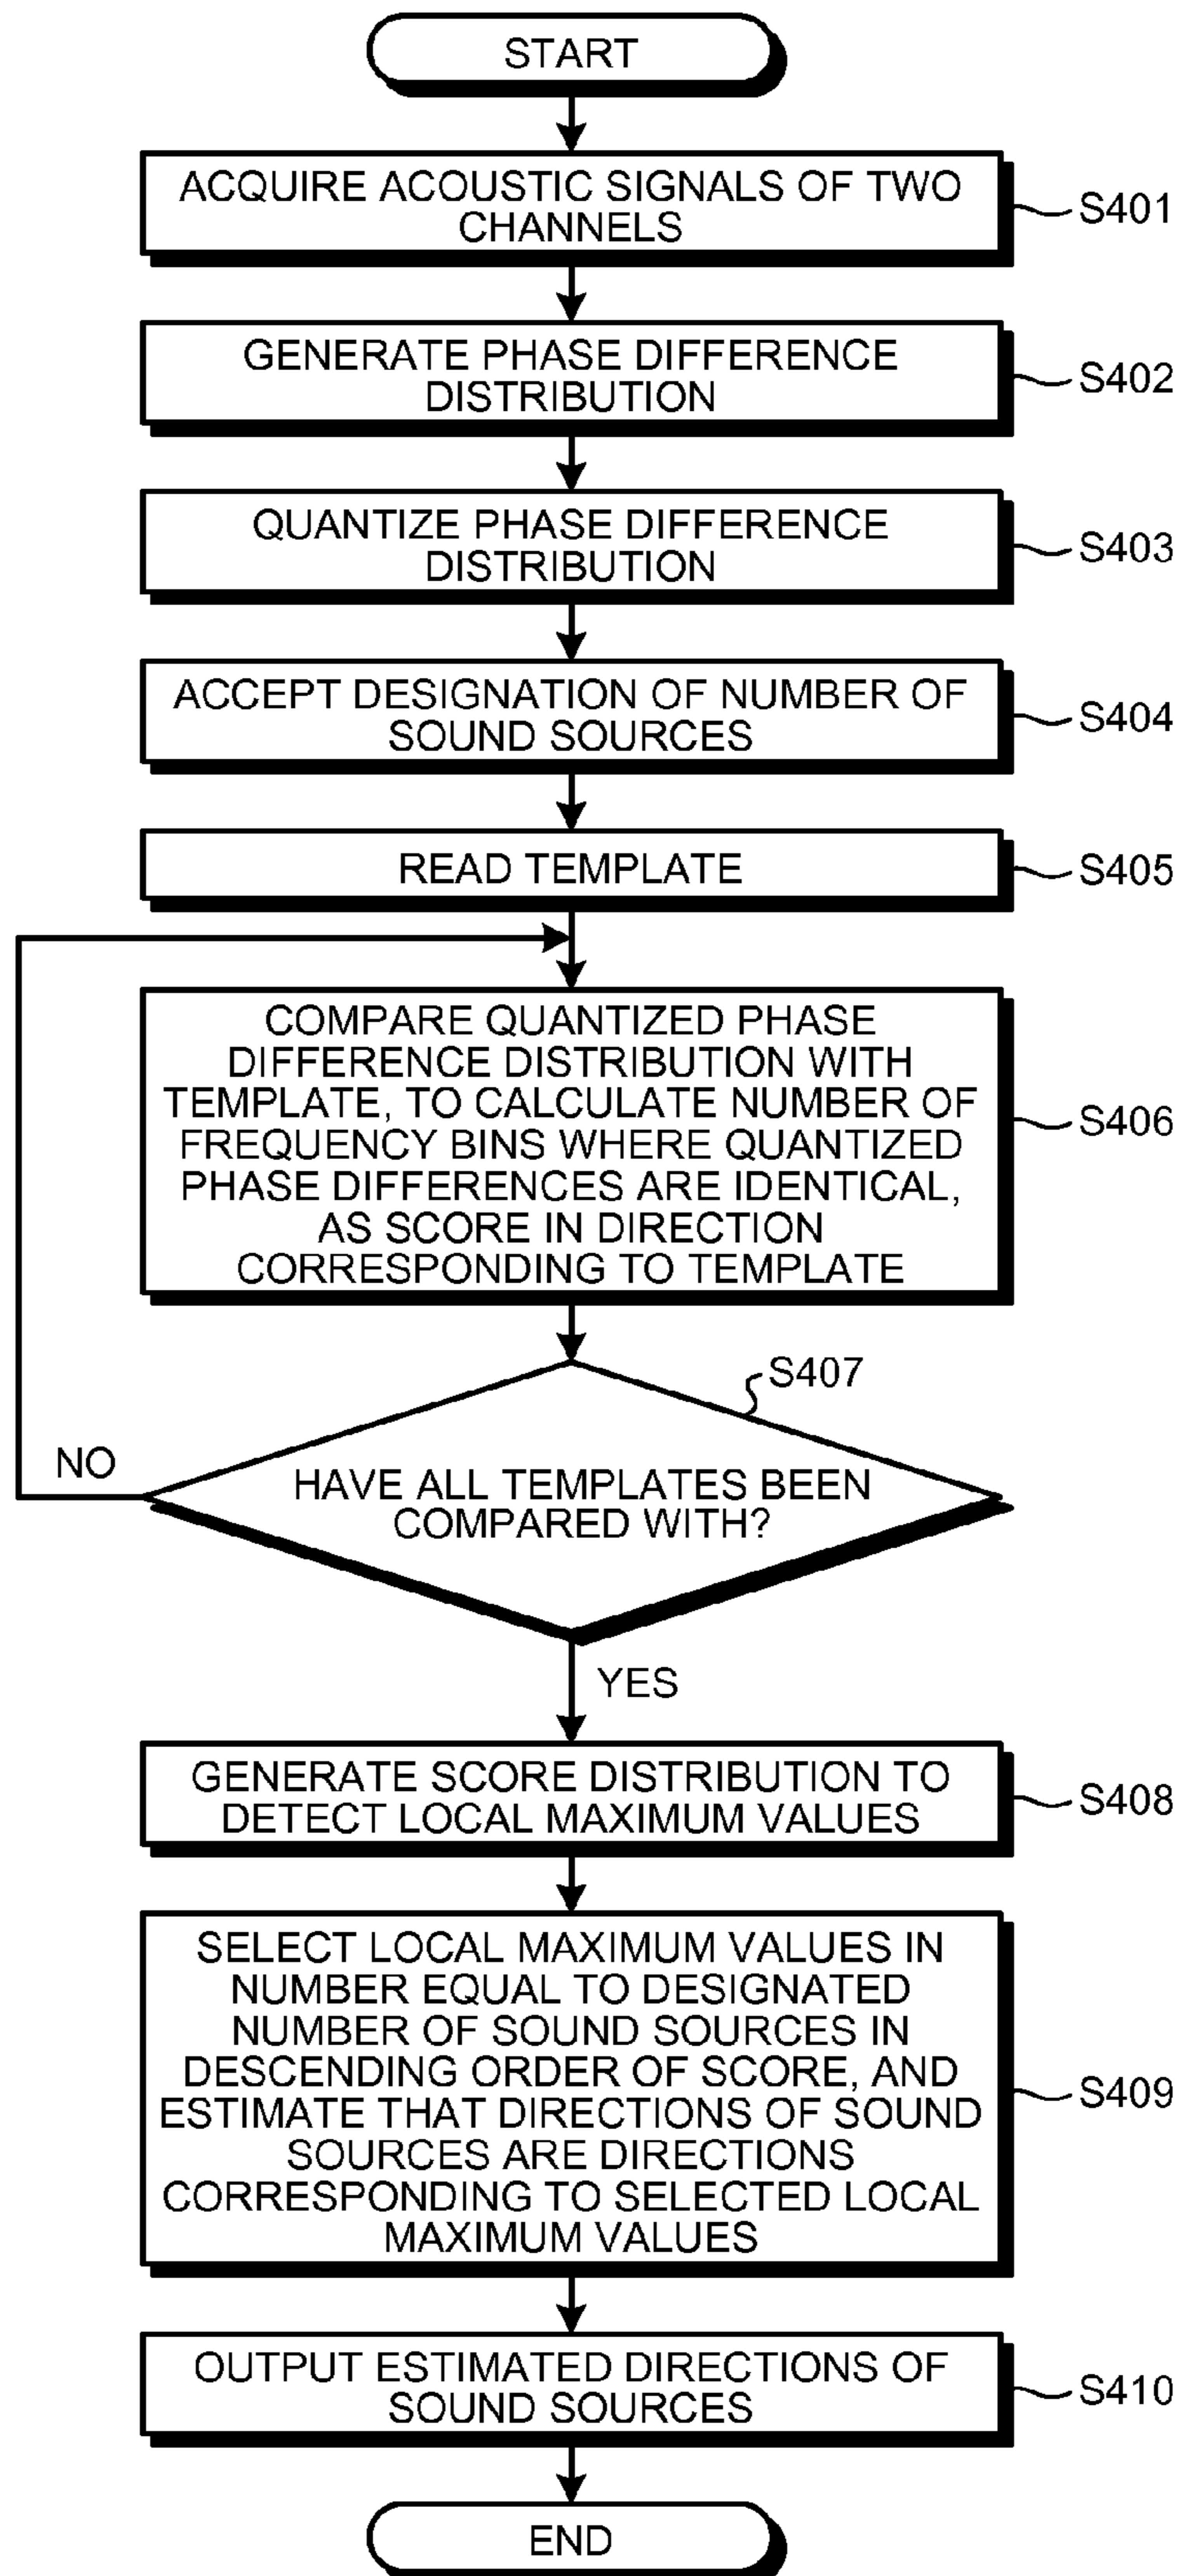 START
ACQUIRE ACOUSTIC SIGNALS OF TWO
CHANNELS
S401
GENERATE PHASE DIFFERENCE
DISTRIBUTION
S402
QUANTIZE PHASE DIFFERENCE
DISTRIBUTION
S403
ACCEPT DESIGNATION OF NUMBER OF
SOUND SOURCES
S404
READ TEMPLATE
S405
COMPARE QUANTIZED PHASE
DIFFERENCE DISTRIBUTION WITH
TEMPLATE, TO CALCULATE NUMBER OF
FREQUENCY BINS WHERE QUANTIZED
PHASE DIFFERENCES ARE IDENTICAL,
AS SCORE IN DIRECTION
CORRESPONDING TO TEMPLATE
S406
S407
NO
HAVE ALL TEMPLATES BEEN
COMPARED WITH?
YES
GENERATE SCORE DISTRIBUTION TO
DETECT LOCAL MAXIMUM VALUES
S408
SELECT LOCAL MAXIMUM VALUES IN
NUMBER EQUAL TO DESIGNATED
NUMBER OF SOUND SOURCES IN
DESCENDING ORDER OF SCORE, AND
ESTIMATE THAT DIRECTIONS OF SOUND
SOURCES ARE DIRECTIONS
CORRESPONDING TO SELECTED LOCAL
MAXIMUM VALUES
S409
OUTPUT ESTIMATED DIRECTIONS OF
SOUND SOURCES
S410
END